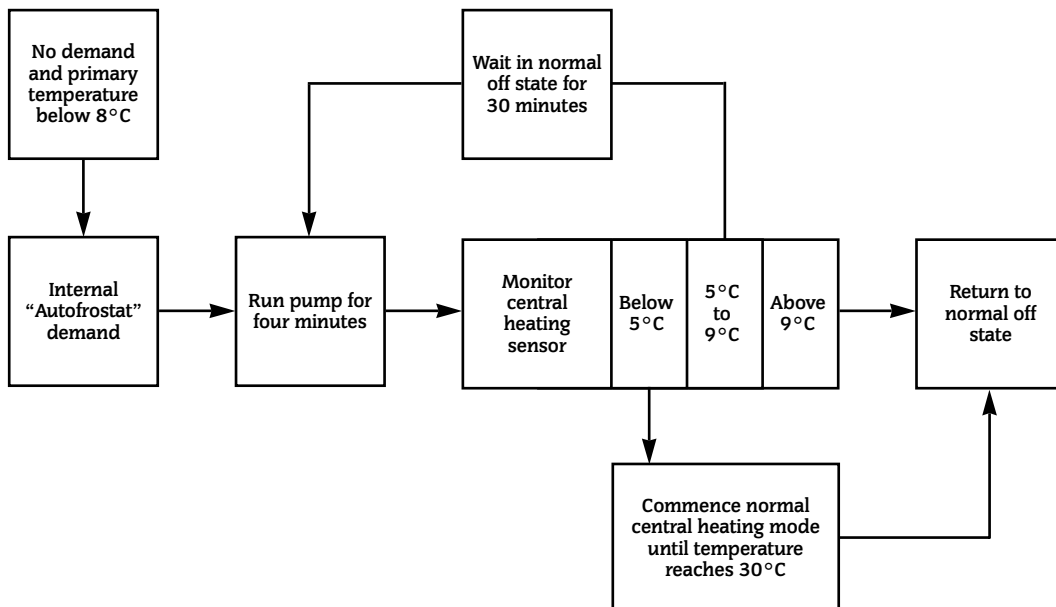 No demand
and primary
temperature
below 8°C
Wait in normal
off state for
30 minutes
Internal
“Autofrostat”
demand
Run pump for
four minutes
Monitor
central
heating
sensor
Below
5°C
5°C
to
9°C
Above
9°C
Return to
normal off
state
Commence normal
central heating mode
until temperature
reaches 30°C